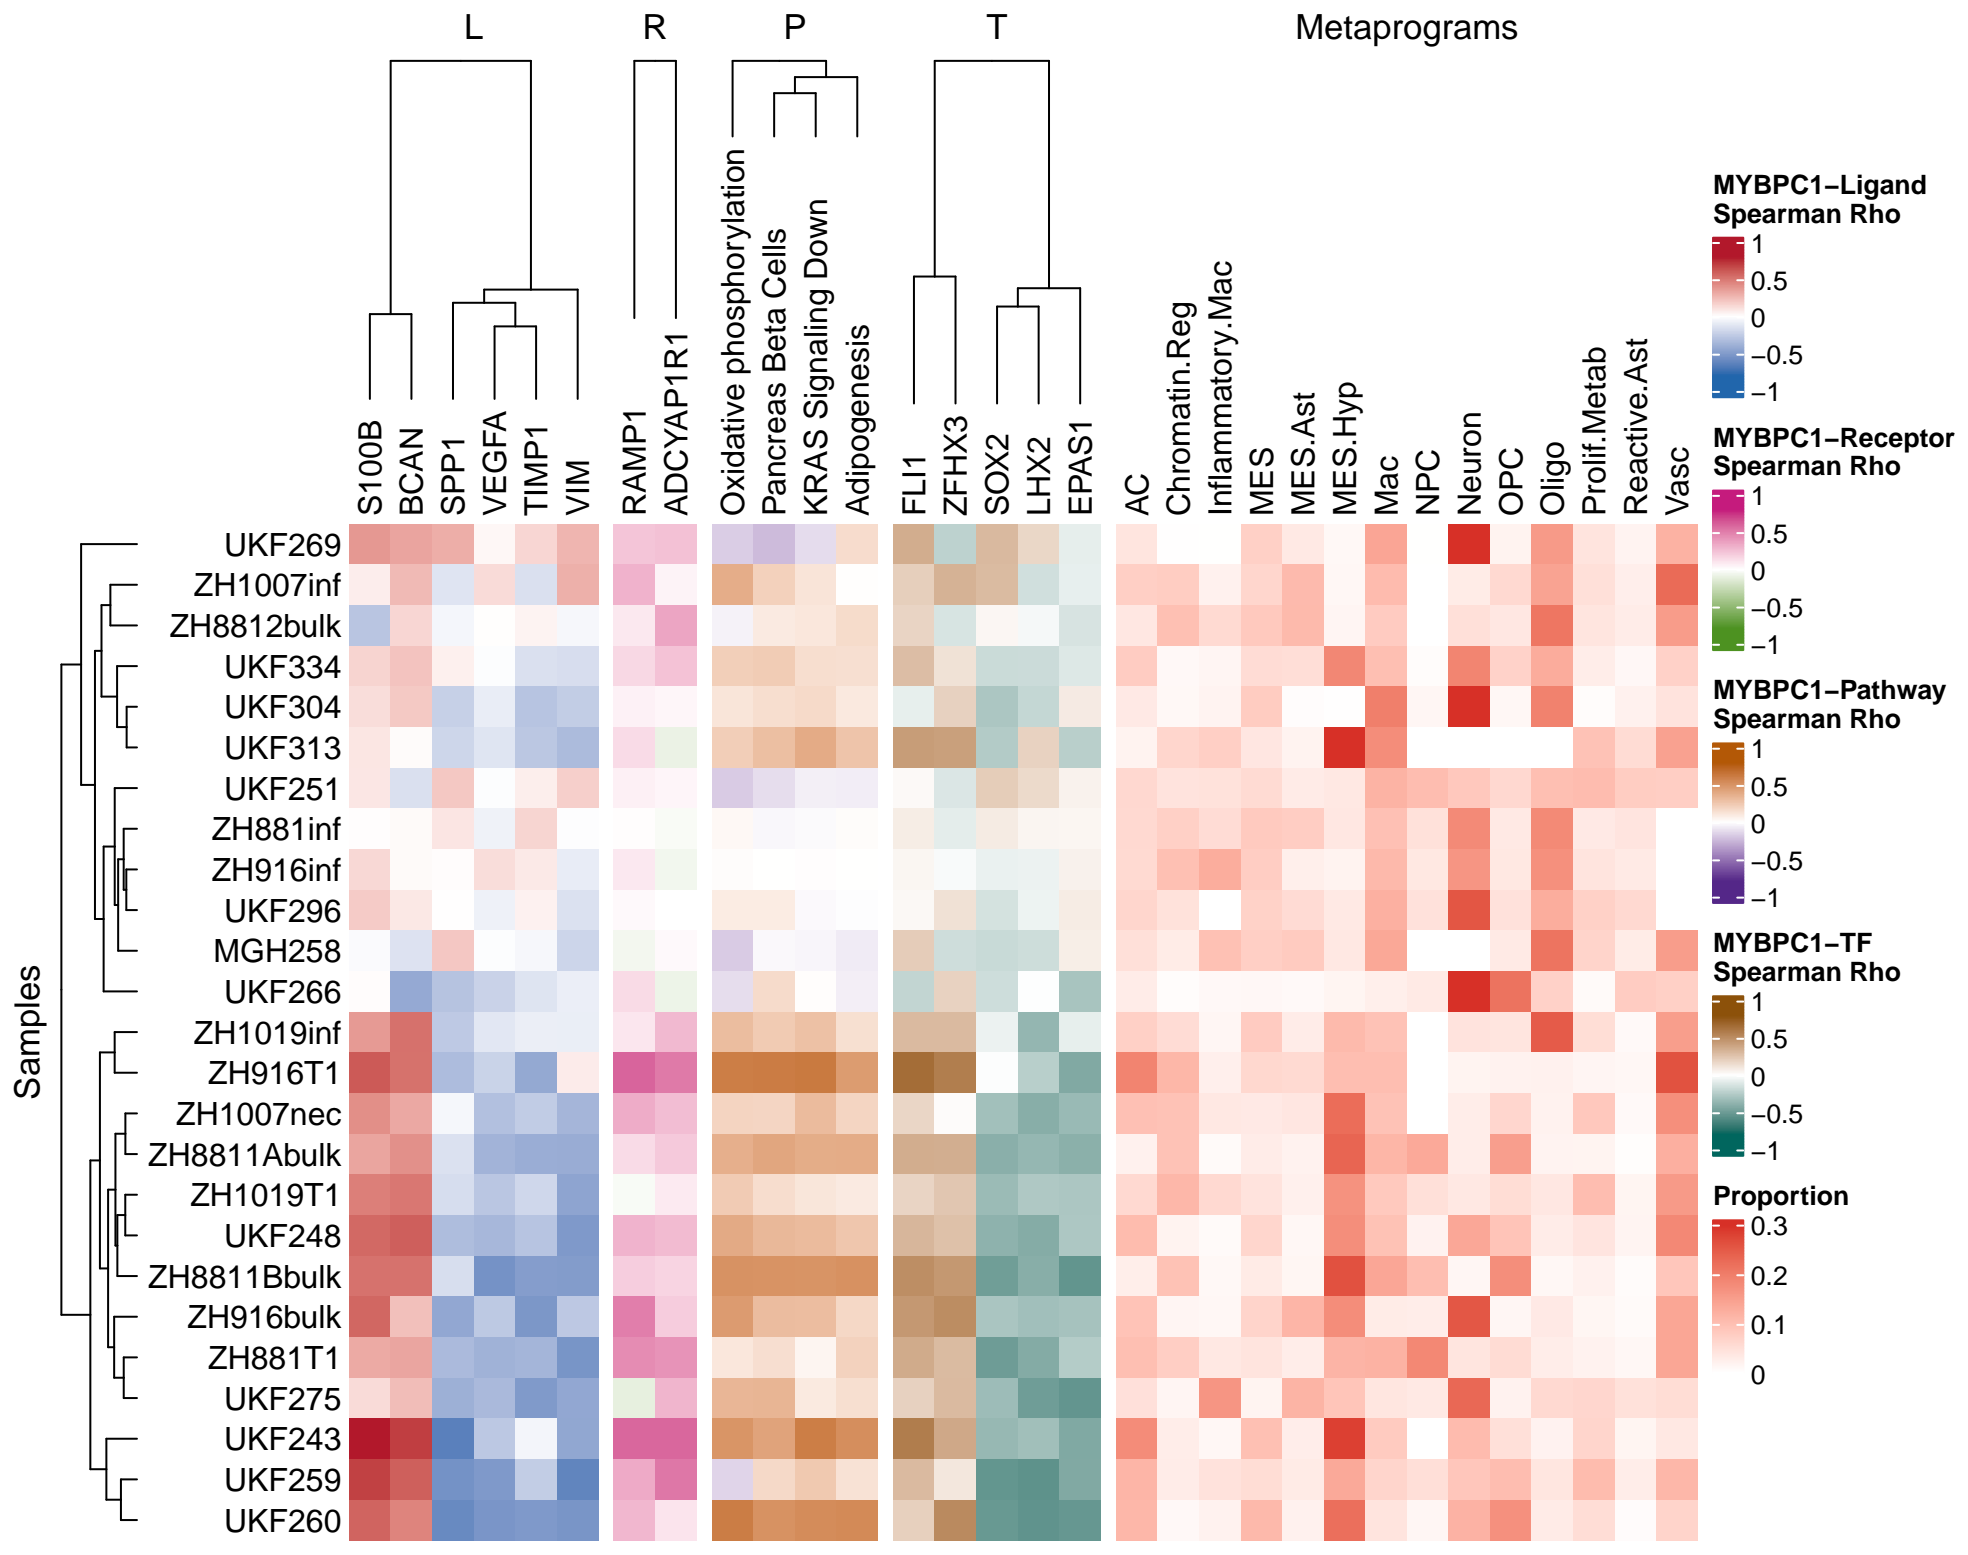 L
R
P
T
Metaprograms
S100B
BCAN
SPP1
VEGFA
TIMP1
VIM
RAMP1
ADCYAP1R1
Oxidative phosphorylation
Pancreas Beta Cells
KRAS Signaling Down
Adipogenesis
FLI1
ZFHX3
SOX2
LHX2
EPAS1
AC
Chromatin.Reg
Inflammatory.Mac
MES
MES.Ast
MES.Hyp
Mac
NPC
Neuron
OPC
Oligo
Prolif.Metab
Reactive.Ast
Vasc
Samples
UKF269
ZH1007inf
ZH8812bulk
UKF334
UKF304
UKF313
UKF251
ZH881inf
ZH916inf
UKF296
MGH258
UKF266
ZH1019inf
ZH916T1
ZH1007nec
ZH8811Abulk
ZH1019T1
UKF248
ZH8811Bbulk
ZH916bulk
ZH881T1
UKF275
UKF243
UKF259
UKF260
MYBPC1−Ligand
Spearman Rho
1
0.5
0
−0.5
−1
MYBPC1−Receptor
Spearman Rho
1
0.5
0
−0.5
−1
MYBPC1−Pathway
Spearman Rho
1
0.5
0
−0.5
−1
MYBPC1−TF
Spearman Rho
1
0.5
0
−0.5
−1
Proportion
0.3
0.2
0.1
0